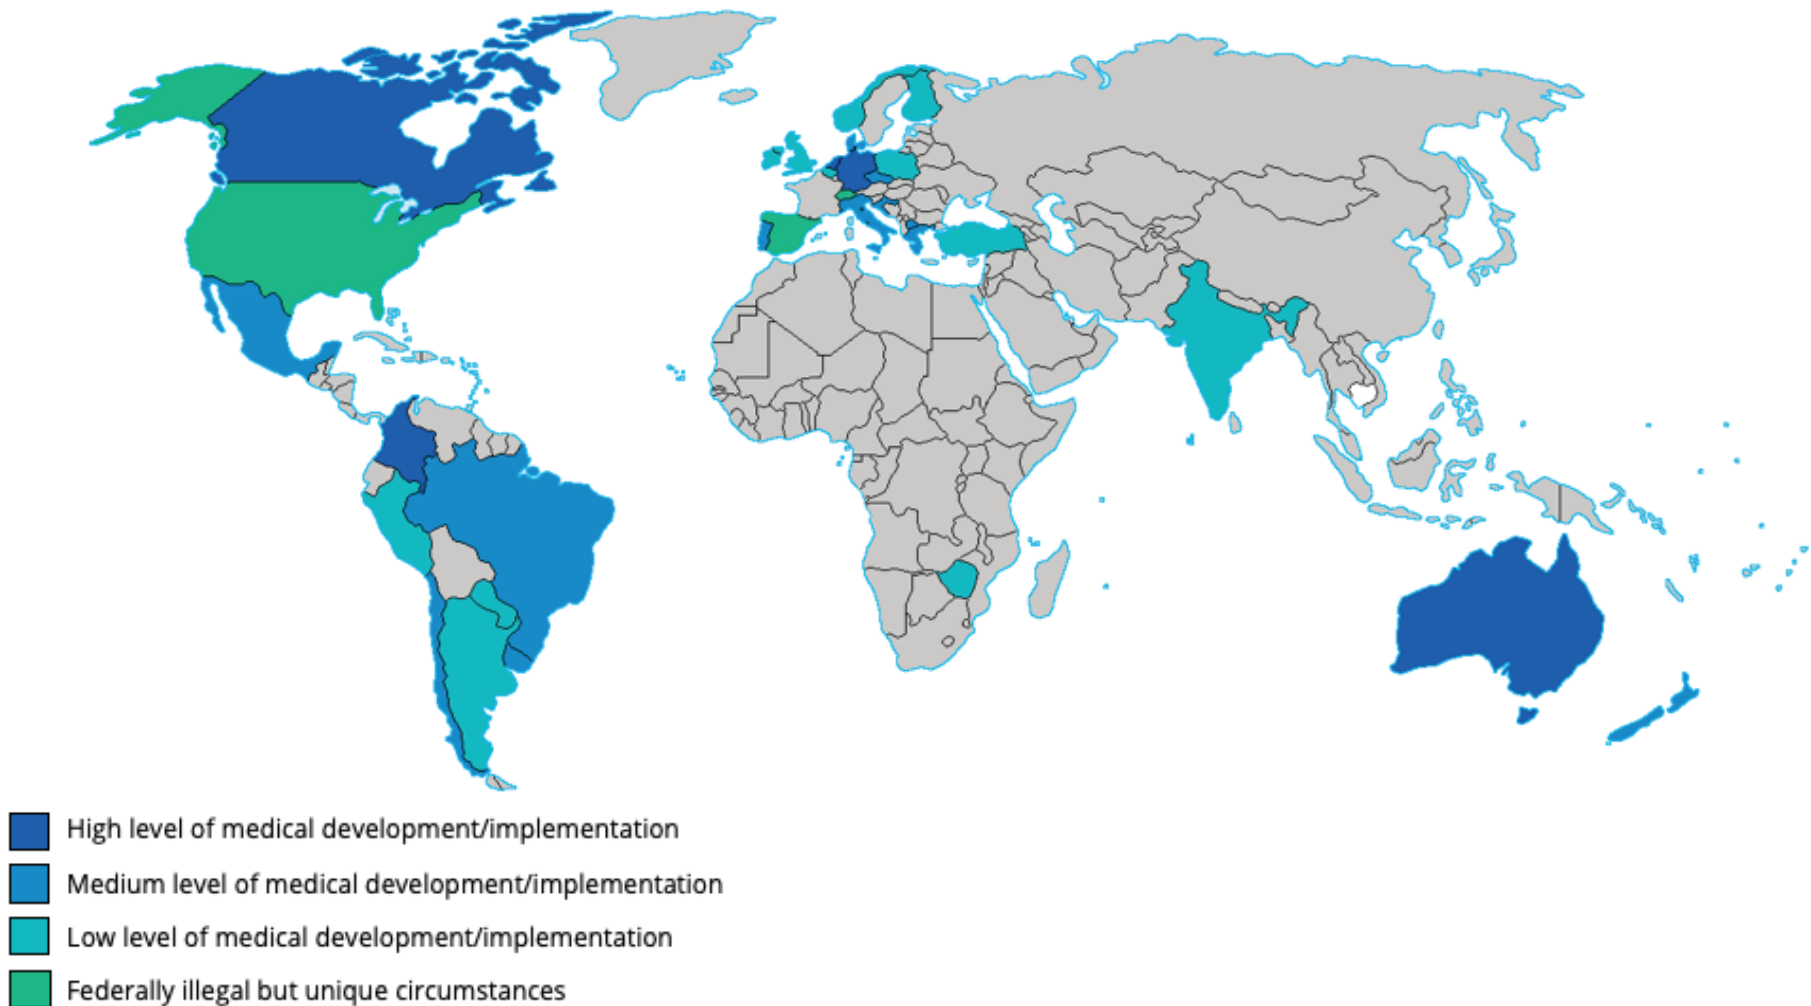 High level of medical development/implementation
Medium level of medical development/implementation
Low level of medical development/implementation
Federally illegal but unique circumstances